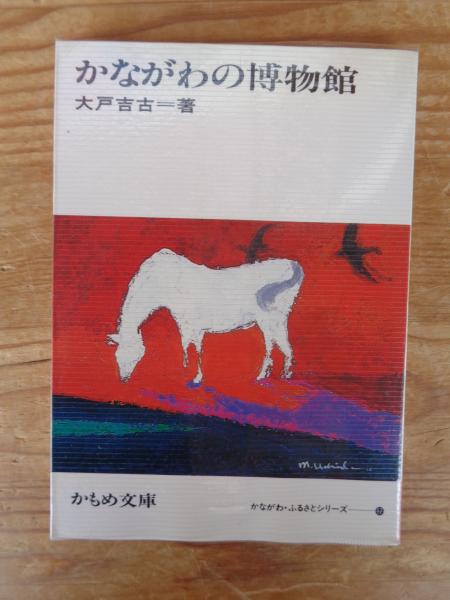 かながわの博物館
大戸吉古＝著
かもめ文庫
かながわ・ふるさとシリーズ